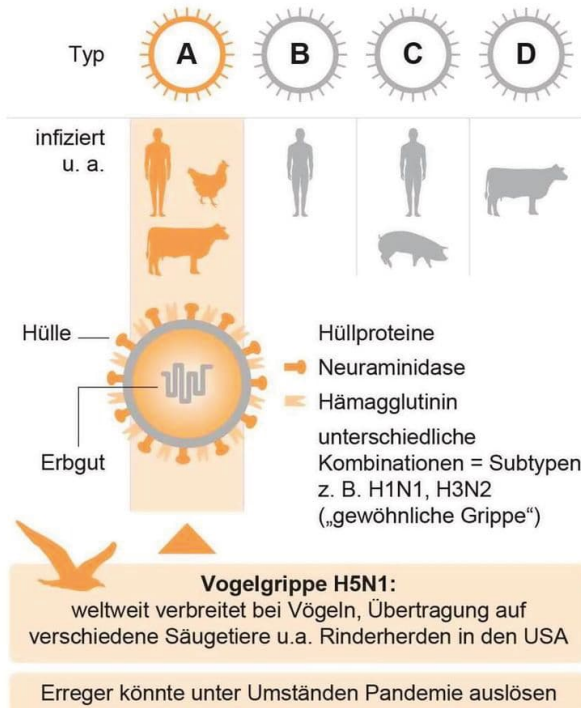 Typ
A
B
C
D
infiziert
u. a.
Hülle
Erbgut
Hüllproteine
Neuraminidase
Hämagglutinin
unterschiedliche
Kombinationen = Subtypen
z. B. H1N1, H3N2
(„gewöhnliche Grippe“)
Vogelgrippe H5N1:
weltweit verbreitet bei Vögeln, Übertragung auf
verschiedene Säugetiere u.a. Rinderherden in den USA
Erreger könnte unter Umständen Pandemie auslösen